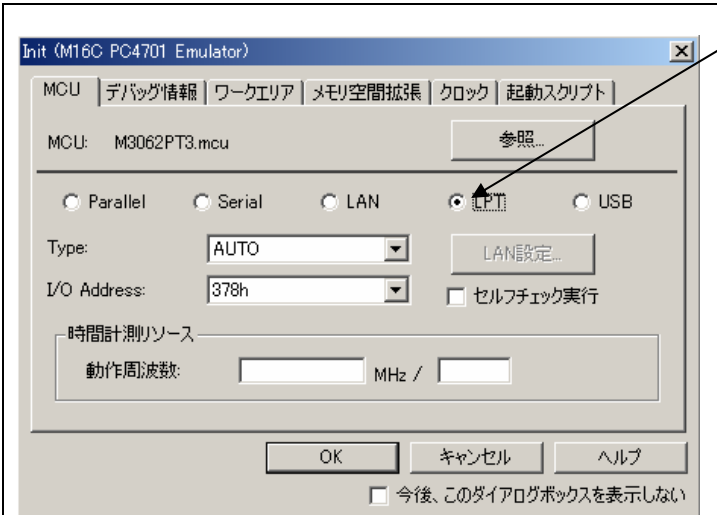 Init (M16C PC4701 Emulator)
MCU デバッグ情報 ワークエリア メモリ空間拡張 クロック 起動スクリプト
MCU: M3062PT3.mcu 参照...
Parallel Serial LAN LPT USB
Type: AUTO LAN設定...
I/O Address: 378h セルフチェック実行
時間計測リソース
動作周波数: MHz /
OK キャンセル ヘルプ
今後、このダイアログボックスを表示しない